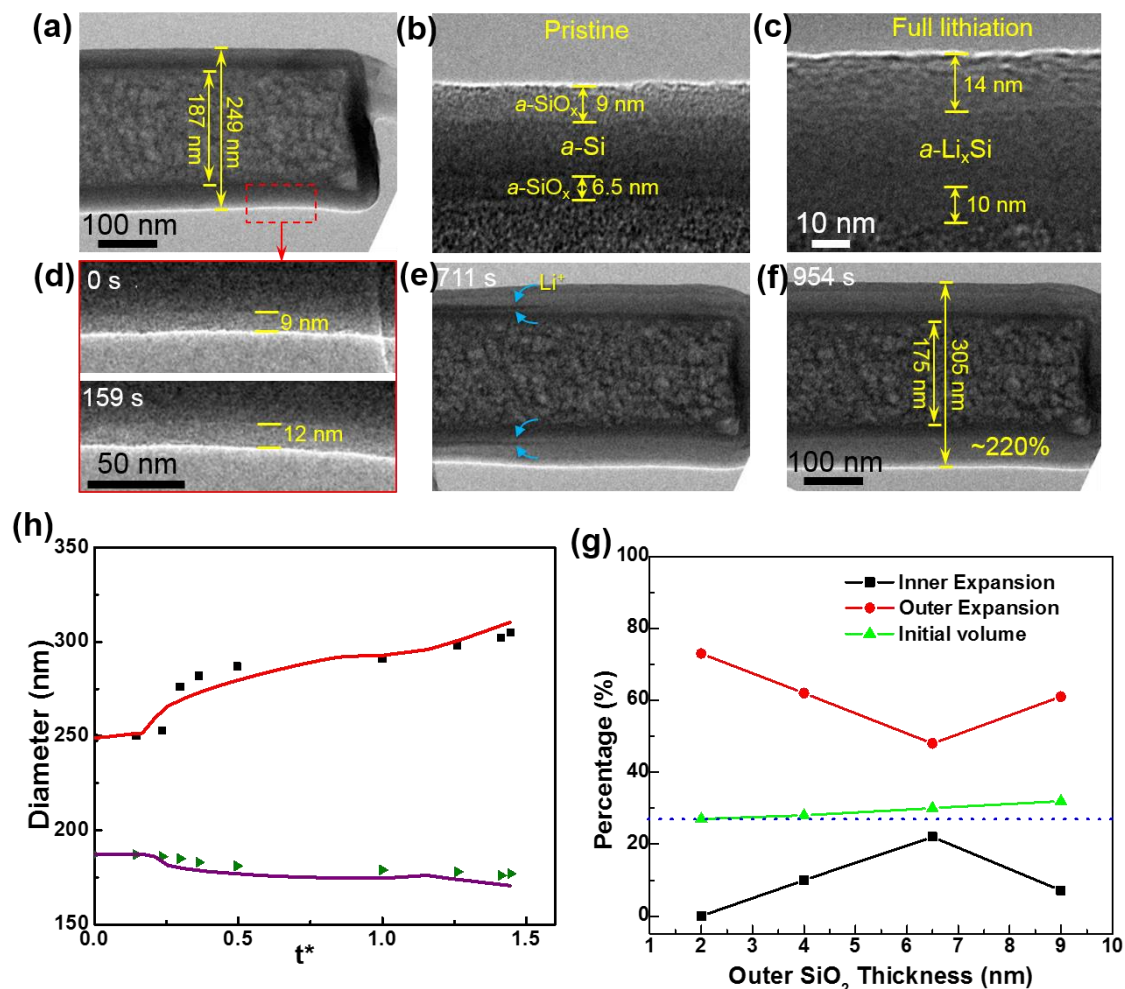 (a)
187 nm
249 nm
100 nm
(b)
Pristine
a-SiOₓ
9 nm
a-Si
a-SiOₓ
6.5 nm
(c)
Full lithiation
14 nm
a-LiₓSi
10 nm
10 nm
(d)
0 s
9 nm
159 s
12 nm
50 nm
(e)
711 s
Li⁺
(f)
954 s
175 nm
305 nm
~220%
100 nm
(h)
350
300
250
200
150
Diameter (nm)
0.0
0.5
1.0
1.5
t*
(g)
100
80
60
40
20
0
Percentage (%)
Inner Expansion
Outer Expansion
Initial volume
1
2
3
4
5
6
7
8
9
10
Outer SiO₂ Thickness (nm)